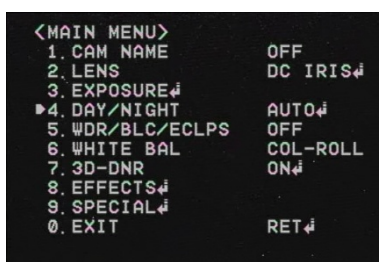 <MAIN MENU>
1. CAM NAME OFF
2. LENS DC IRIS↲
3. EXPOSURE↲
4. DAY/NIGHT AUTO↲
5. WDR/BLC/ECLPS OFF
6. WHITE BAL COL-ROLL
7. 3D-DNR ON↲
8. EFFECTS↲
9. SPECIAL↲
0. EXIT RET↲